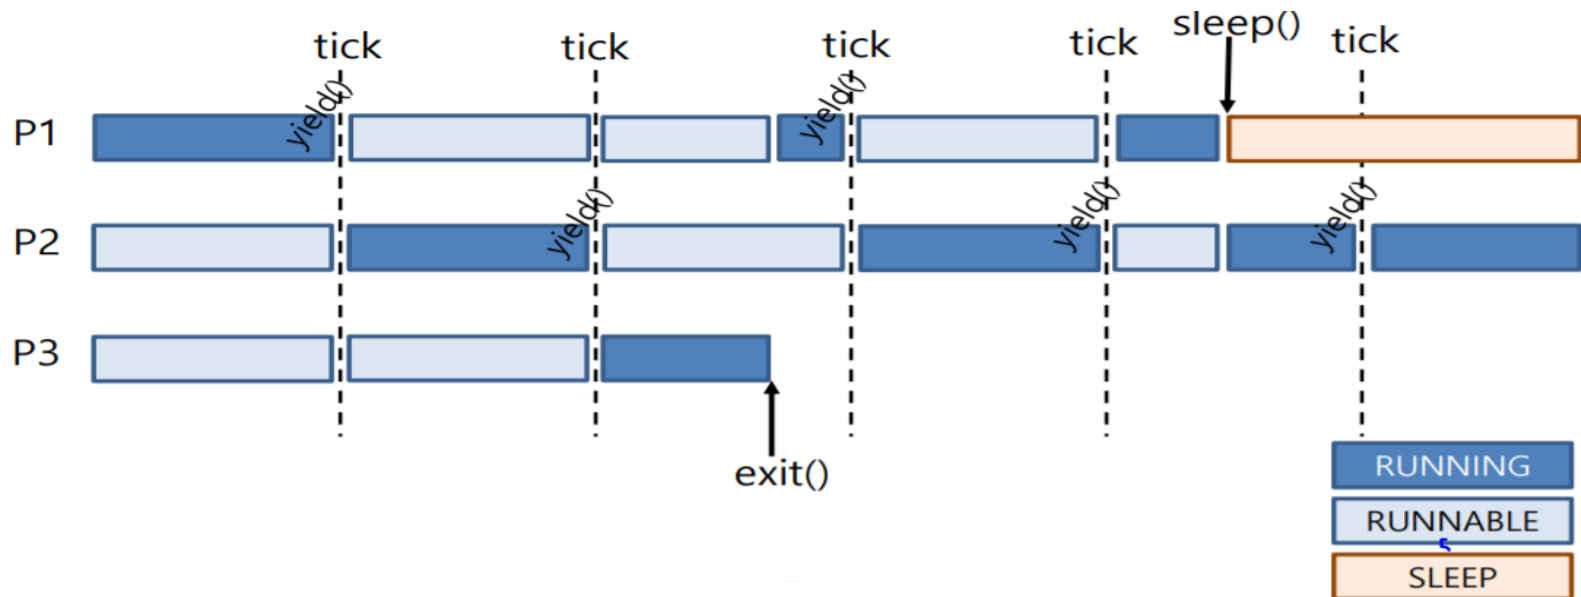 tick
tick
tick
tick
sleep()
tick
P1
yield()
yield()
P2
yield()
yield()
yield()
P3
exit()
RUNNING
RUNNABLE
SLEEP